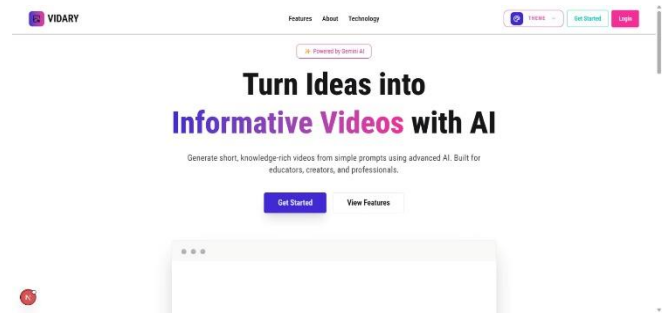 VIDARY
Features About Technology
THEME
Get Started
Login
✨ Powered by Gemini AI
Turn Ideas into
Informative Videos with AI
Generate short, knowledge-rich videos from simple prompts using advanced AI. Built for
educators, creators, and professionals.
Get Started
View Features
N